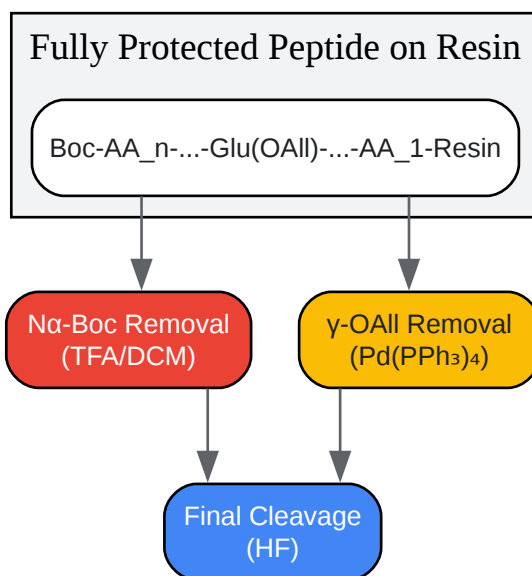 Fully Protected Peptide on Resin
Boc-AA_n-...-Glu(OAll)-...-AA_1-Resin
Nα-Boc Removal
(TFA/DCM)
γ-OAll Removal
(Pd(PPh₃)₄)
Final Cleavage
(HF)